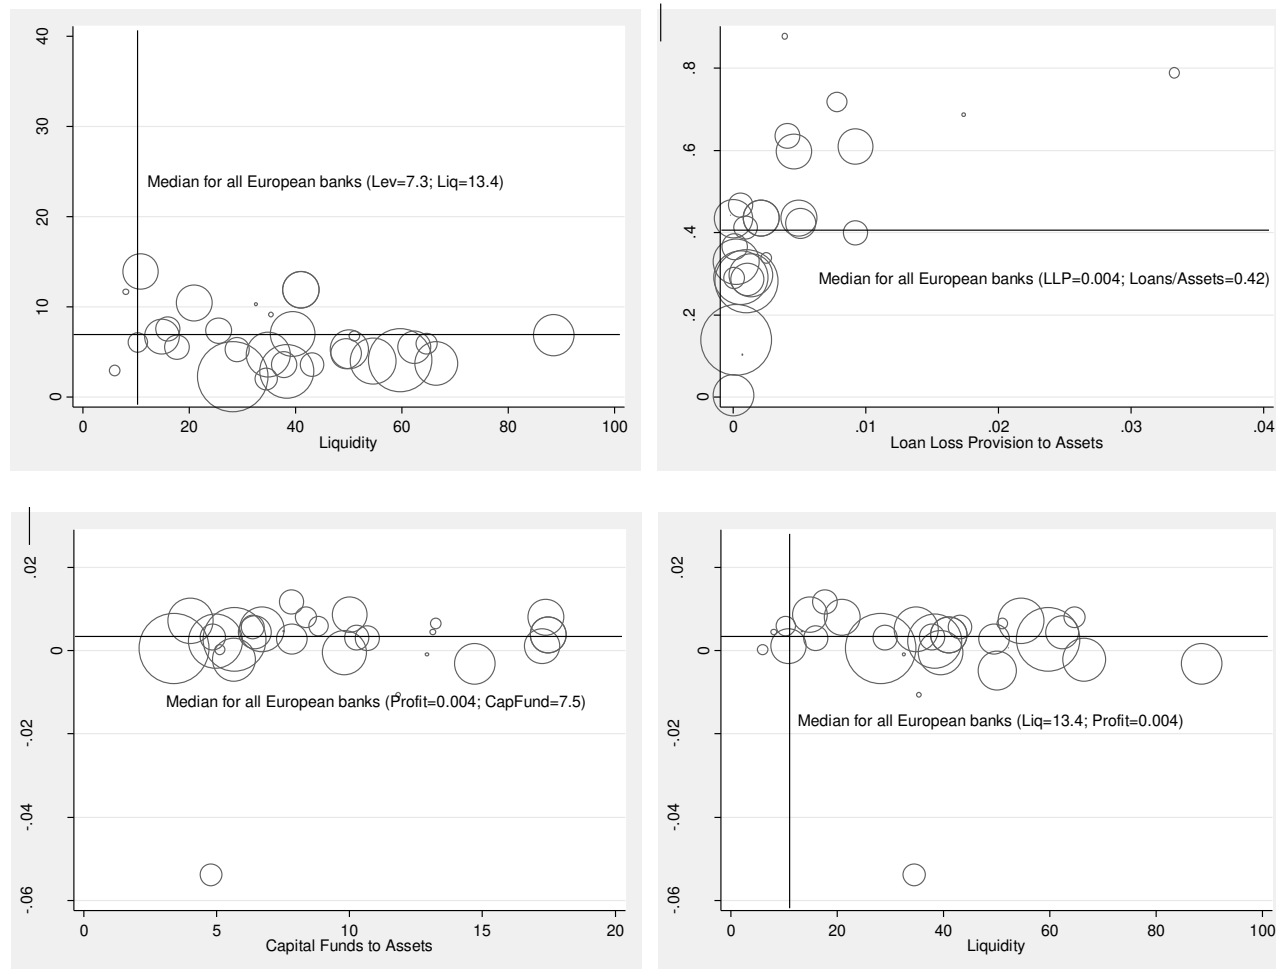 40
30
20
10
0
Median for all European banks (Lev=7.3; Liq=13.4)
0 20 40 60 80 100
Liquidity
.8
.6
.4
.2
0
Median for all European banks (LLP=0.004; Loans/Assets=0.42)
0 .01 .02 .03 .04
Loan Loss Provision to Assets
.02
0
-.02
-.04
-.06
Median for all European banks (Profit=0.004; CapFund=7.5)
0 5 10 15 20
Capital Funds to Assets
.02
0
-.02
-.04
-.06
Median for all European banks (Liq=13.4; Profit=0.004)
0 20 40 60 80 100
Liquidity